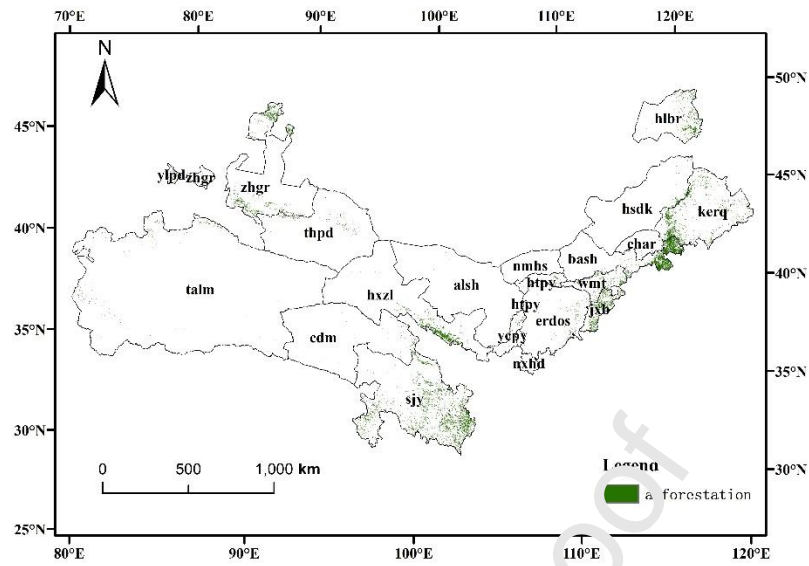 70°E 80°E 90°E 100°E 110°E 120°E
N
50°N
45°N
hlbr
45°N
ylpd zhgr
zhgr
hsdk
kerq
40°N
thpd
char
bash
nmhs
40°N
talm
alsh
htpy
wmt
hxzl
htpy
jxb
erdos
35°N
cdm
ycpy
nxhd
35°N
sjy
30°N
0 500 1,000 km
Legend
30°N
a forestation
25°N
80°E 90°E 100°E 110°E 120°E
oof